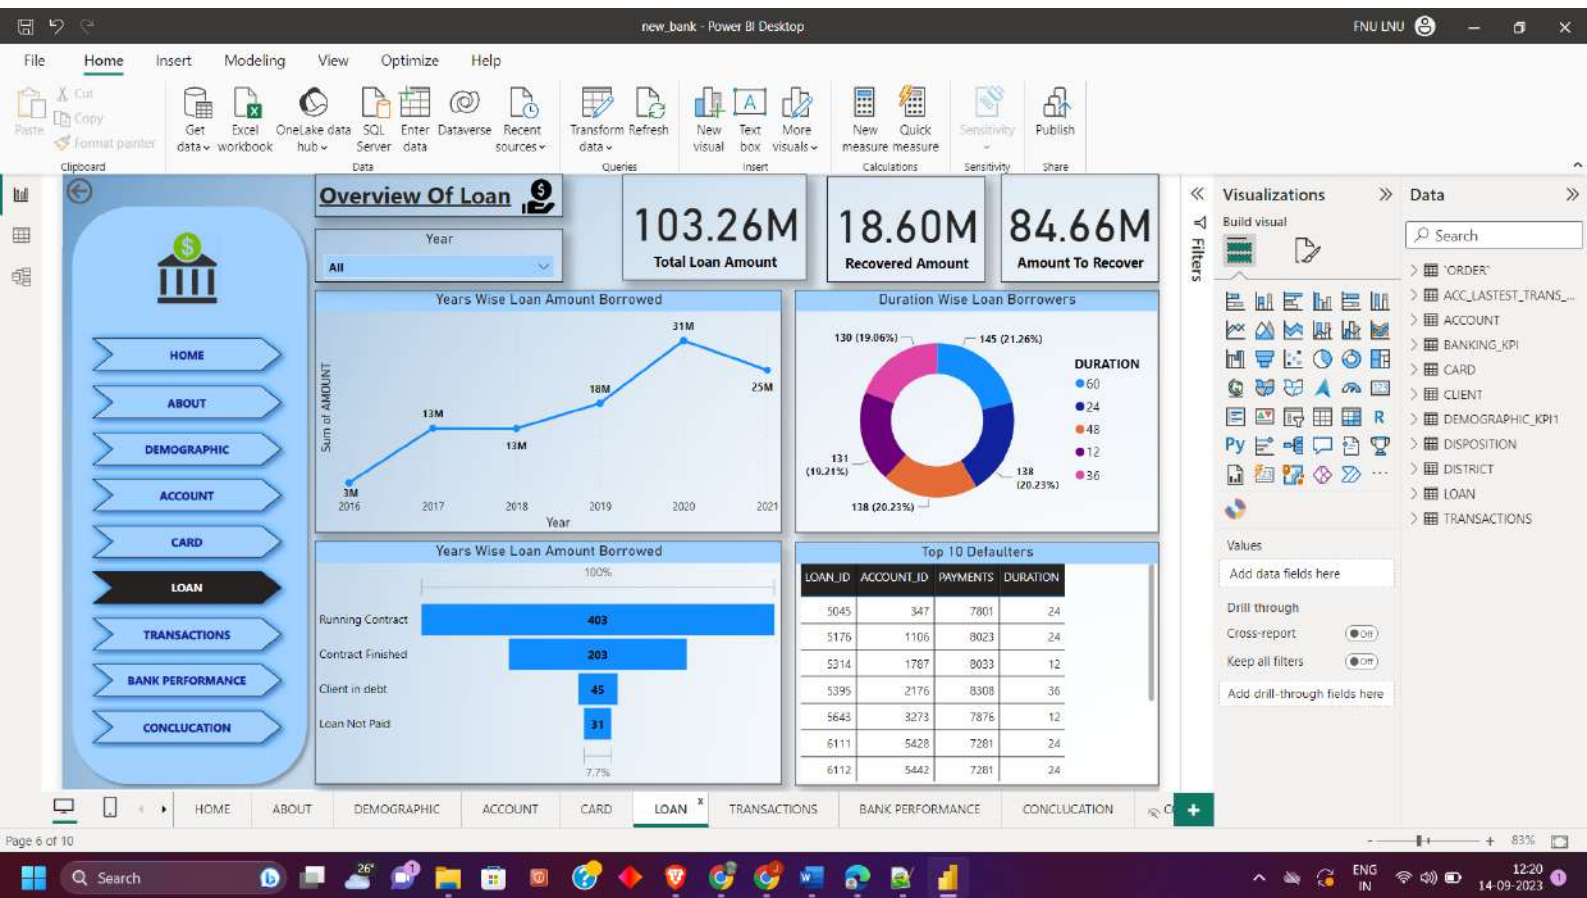 new_bank - Power BI Desktop
FNU LNU
File Home Insert Modeling View Optimize Help
Paste
Cut
Copy
Format painter
Clipboard
Get data
Excel workbook
OneLake data hub
SQL Server
Enter data
Dataverse
Recent sources
Data
Transform data
Refresh
Queries
New visual
Text box
More visuals
Insert
New measure
Quick measure
Calculations
Sensitivity
Sensitivity
Publish
Share
Overview Of Loan
Year
All
103.26M
Total Loan Amount
18.60M
Recovered Amount
84.66M
Amount To Recover
HOME
ABOUT
DEMOGRAPHIC
ACCOUNT
CARD
LOAN
TRANSACTIONS
BANK PERFORMANCE
CONCLUCATION
Years Wise Loan Amount Borrowed
Sum of AMOUNT
3M
13M
13M
18M
31M
25M
2016 2017 2018 2019 2020 2021
Year
Duration Wise Loan Borrowers
130 (19.06%)
145 (21.26%)
131 (19.21%)
138 (20.23%)
138 (20.23%)
DURATION
60
24
48
12
36
Years Wise Loan Amount Borrowed
100%
Running Contract 403
Contract Finished 203
Client in debt 45
Loan Not Paid 31
7.7%
Top 10 Defaulters
LOAN_ID ACCOUNT_ID PAYMENTS DURATION
5045 347 7801 24
5176 1106 8023 24
5314 1787 8033 12
5395 2176 8308 36
5643 3273 7876 12
6111 5428 7281 24
6112 5442 7281 24
Filters
Visualizations
Build visual
R
Py
Values
Add data fields here
Drill through
Cross-report Off
Keep all filters Off
Add drill-through fields here
Data
Search
'ORDER'
ACC_LASTEST_TRANS_...
ACCOUNT
BANKING_KPI
CARD
CLIENT
DEMOGRAPHIC_KPI1
DISPOSITION
DISTRICT
LOAN
TRANSACTIONS
HOME ABOUT DEMOGRAPHIC ACCOUNT CARD LOAN x TRANSACTIONS BANK PERFORMANCE CONCLUCATION
Page 6 of 10
- + 83%
Search
26°
ENG
IN
12:20
14-09-2023
1